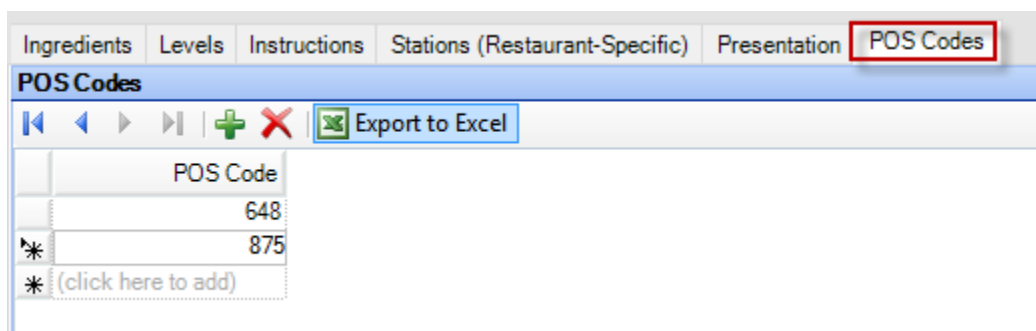 Ingredients Levels Instructions Stations (Restaurant-Specific) Presentation POS Codes
POS Codes
Export to Excel
POS Code
648
875
(click here to add)